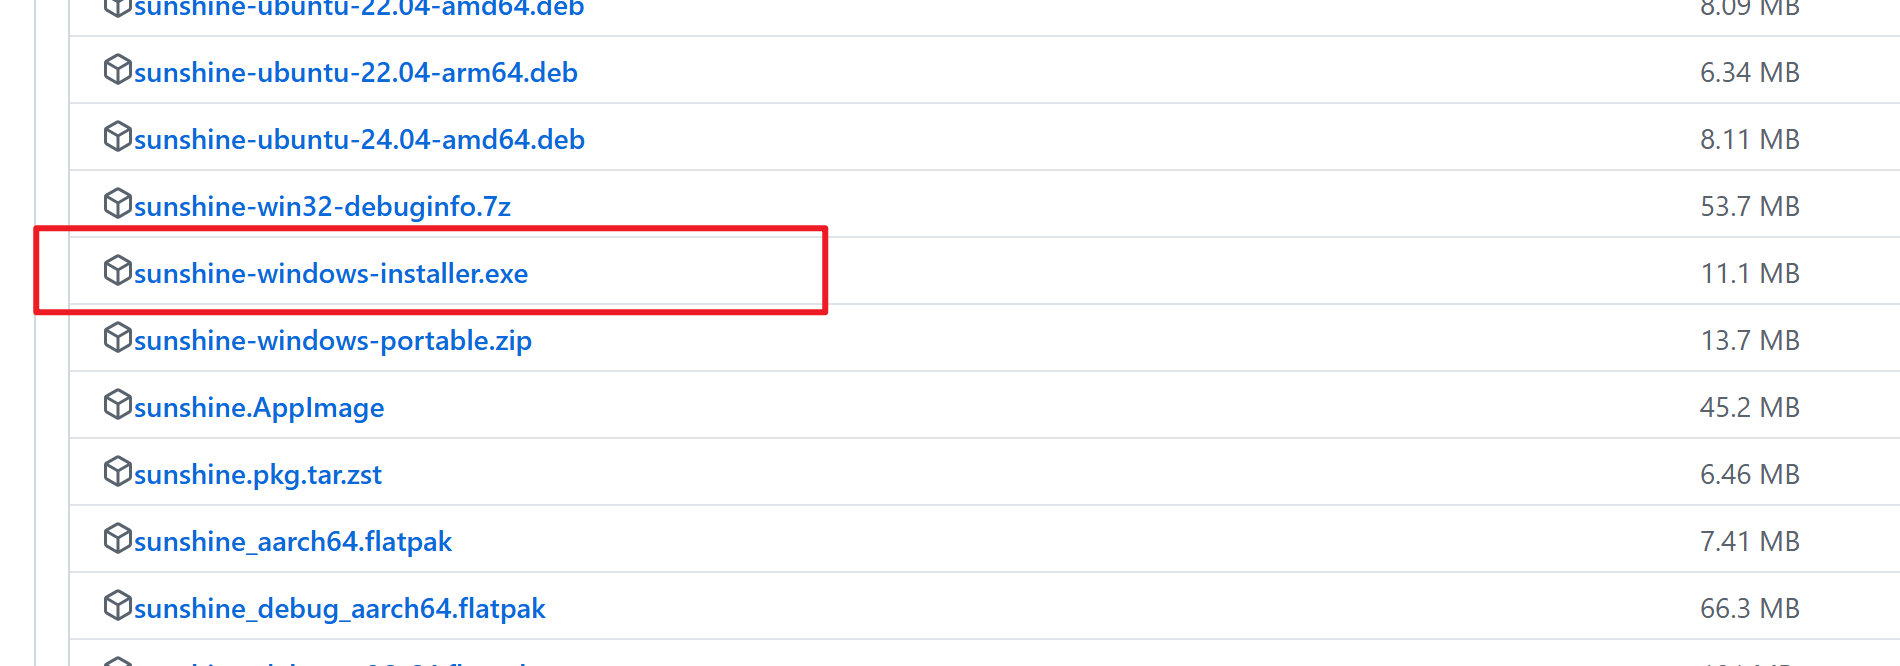 sunshine-ubuntu-22.04-amd64.deb 8.09 MB
sunshine-ubuntu-22.04-arm64.deb 6.34 MB
sunshine-ubuntu-24.04-amd64.deb 8.11 MB
sunshine-win32-debuginfo.7z 53.7 MB
sunshine-windows-installer.exe 11.1 MB
sunshine-windows-portable.zip 13.7 MB
sunshine.AppImage 45.2 MB
sunshine.pkg.tar.zst 6.46 MB
sunshine_aarch64.flatpak 7.41 MB
sunshine_debug_aarch64.flatpak 66.3 MB